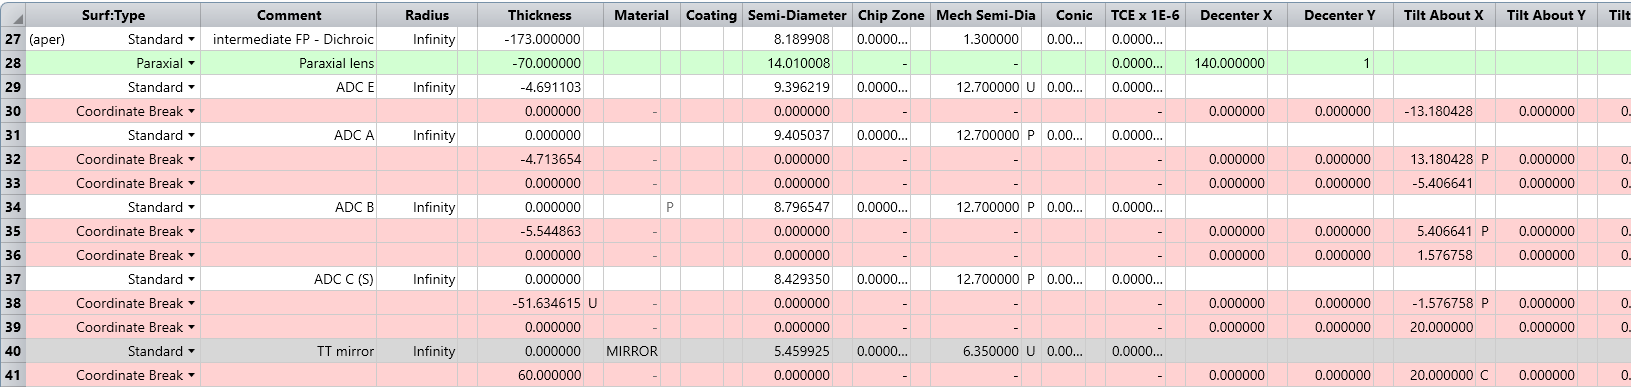 Surf:Type Comment Radius Thickness Material Coating Semi-Diameter Chip Zone Mech Semi-Dia Conic TCE x 1E-6 Decenter X Decenter Y Tilt About X Tilt About Y Tilt
27 (aper) Standard intermediate FP - Dichroic Infinity -173.000000 8.189908 0.0000... 1.300000 0.00... 0.0000...
28 Paraxial Paraxial lens -70.000000 14.010008 - - 0.0000... 140.000000 1
29 Standard ADC E Infinity -4.691103 9.396219 0.0000... 12.700000 U 0.00... 0.0000...
30 Coordinate Break 0.000000 - 0.000000 - - 0.000000 0.000000 -13.180428 0.000000 0.
31 Standard ADC A Infinity 0.000000 9.405037 0.0000... 12.700000 P 0.00... 0.0000...
32 Coordinate Break -4.713654 - 0.000000 - - 0.000000 0.000000 13.180428 P 0.000000 0.
33 Coordinate Break 0.000000 - 0.000000 - - 0.000000 0.000000 -5.406641 0.000000 0.
34 Standard ADC B Infinity 0.000000 P 8.796547 0.0000... 12.700000 P 0.00... 0.0000...
35 Coordinate Break -5.544863 - 0.000000 - - 0.000000 0.000000 5.406641 P 0.000000 0.
36 Coordinate Break 0.000000 - 0.000000 - - 0.000000 0.000000 1.576758 0.000000 0.
37 Standard ADC C (S) Infinity 0.000000 8.429350 0.0000... 12.700000 P 0.00... 0.0000...
38 Coordinate Break -51.634615 U - 0.000000 - - 0.000000 0.000000 -1.576758 P 0.000000 0.
39 Coordinate Break 0.000000 - 0.000000 - - 0.000000 0.000000 20.000000 0.000000 0.
40 Standard TT mirror Infinity 0.000000 MIRROR 5.459925 0.0000... 6.350000 U 0.00... 0.0000...
41 Coordinate Break 60.000000 - 0.000000 - - 0.000000 0.000000 20.000000 C 0.000000 0.